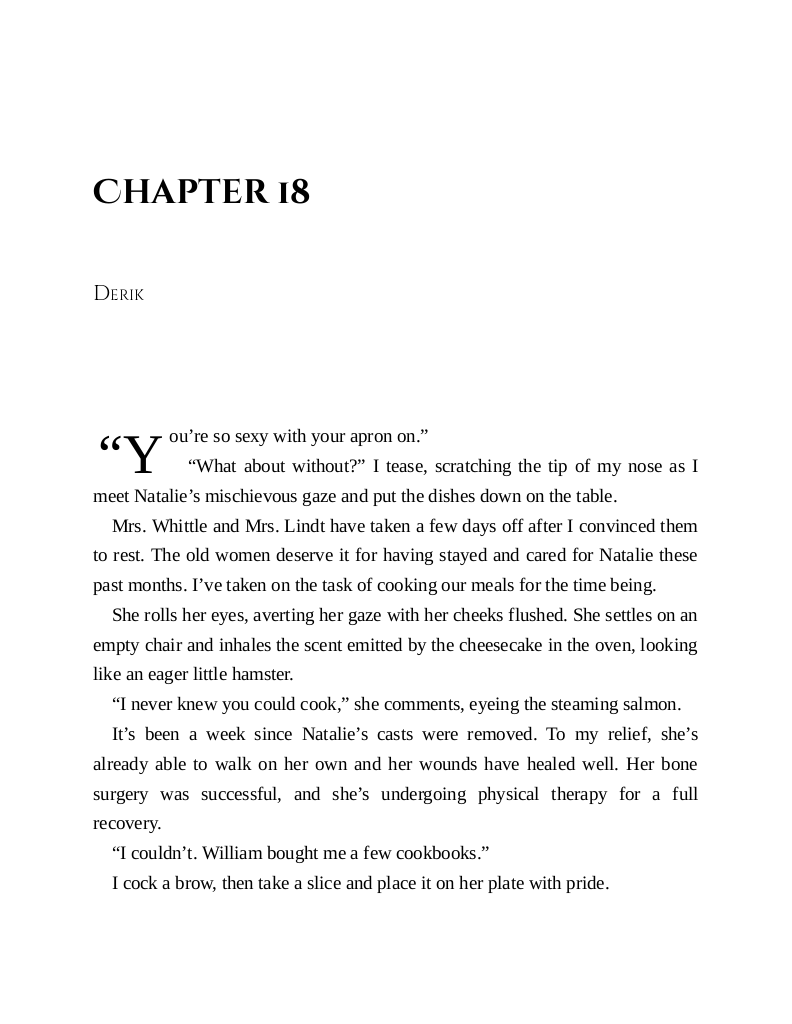 CHAPTER 18
DERIK
“You’re so sexy with your apron on.”
“What about without?” I tease, scratching the tip of my nose as I
meet Natalie’s mischievous gaze and put the dishes down on the table.
Mrs. Whittle and Mrs. Lindt have taken a few days off after I convinced them
to rest. The old women deserve it for having stayed and cared for Natalie these
past months. I’ve taken on the task of cooking our meals for the time being.
She rolls her eyes, averting her gaze with her cheeks flushed. She settles on an
empty chair and inhales the scent emitted by the cheesecake in the oven, looking
like an eager little hamster.
“I never knew you could cook,” she comments, eyeing the steaming salmon.
It’s been a week since Natalie’s casts were removed. To my relief, she’s
already able to walk on her own and her wounds have healed well. Her bone
surgery was successful, and she’s undergoing physical therapy for a full
recovery.
“I couldn’t. William bought me a few cookbooks.”
I cock a brow, then take a slice and place it on her plate with pride.